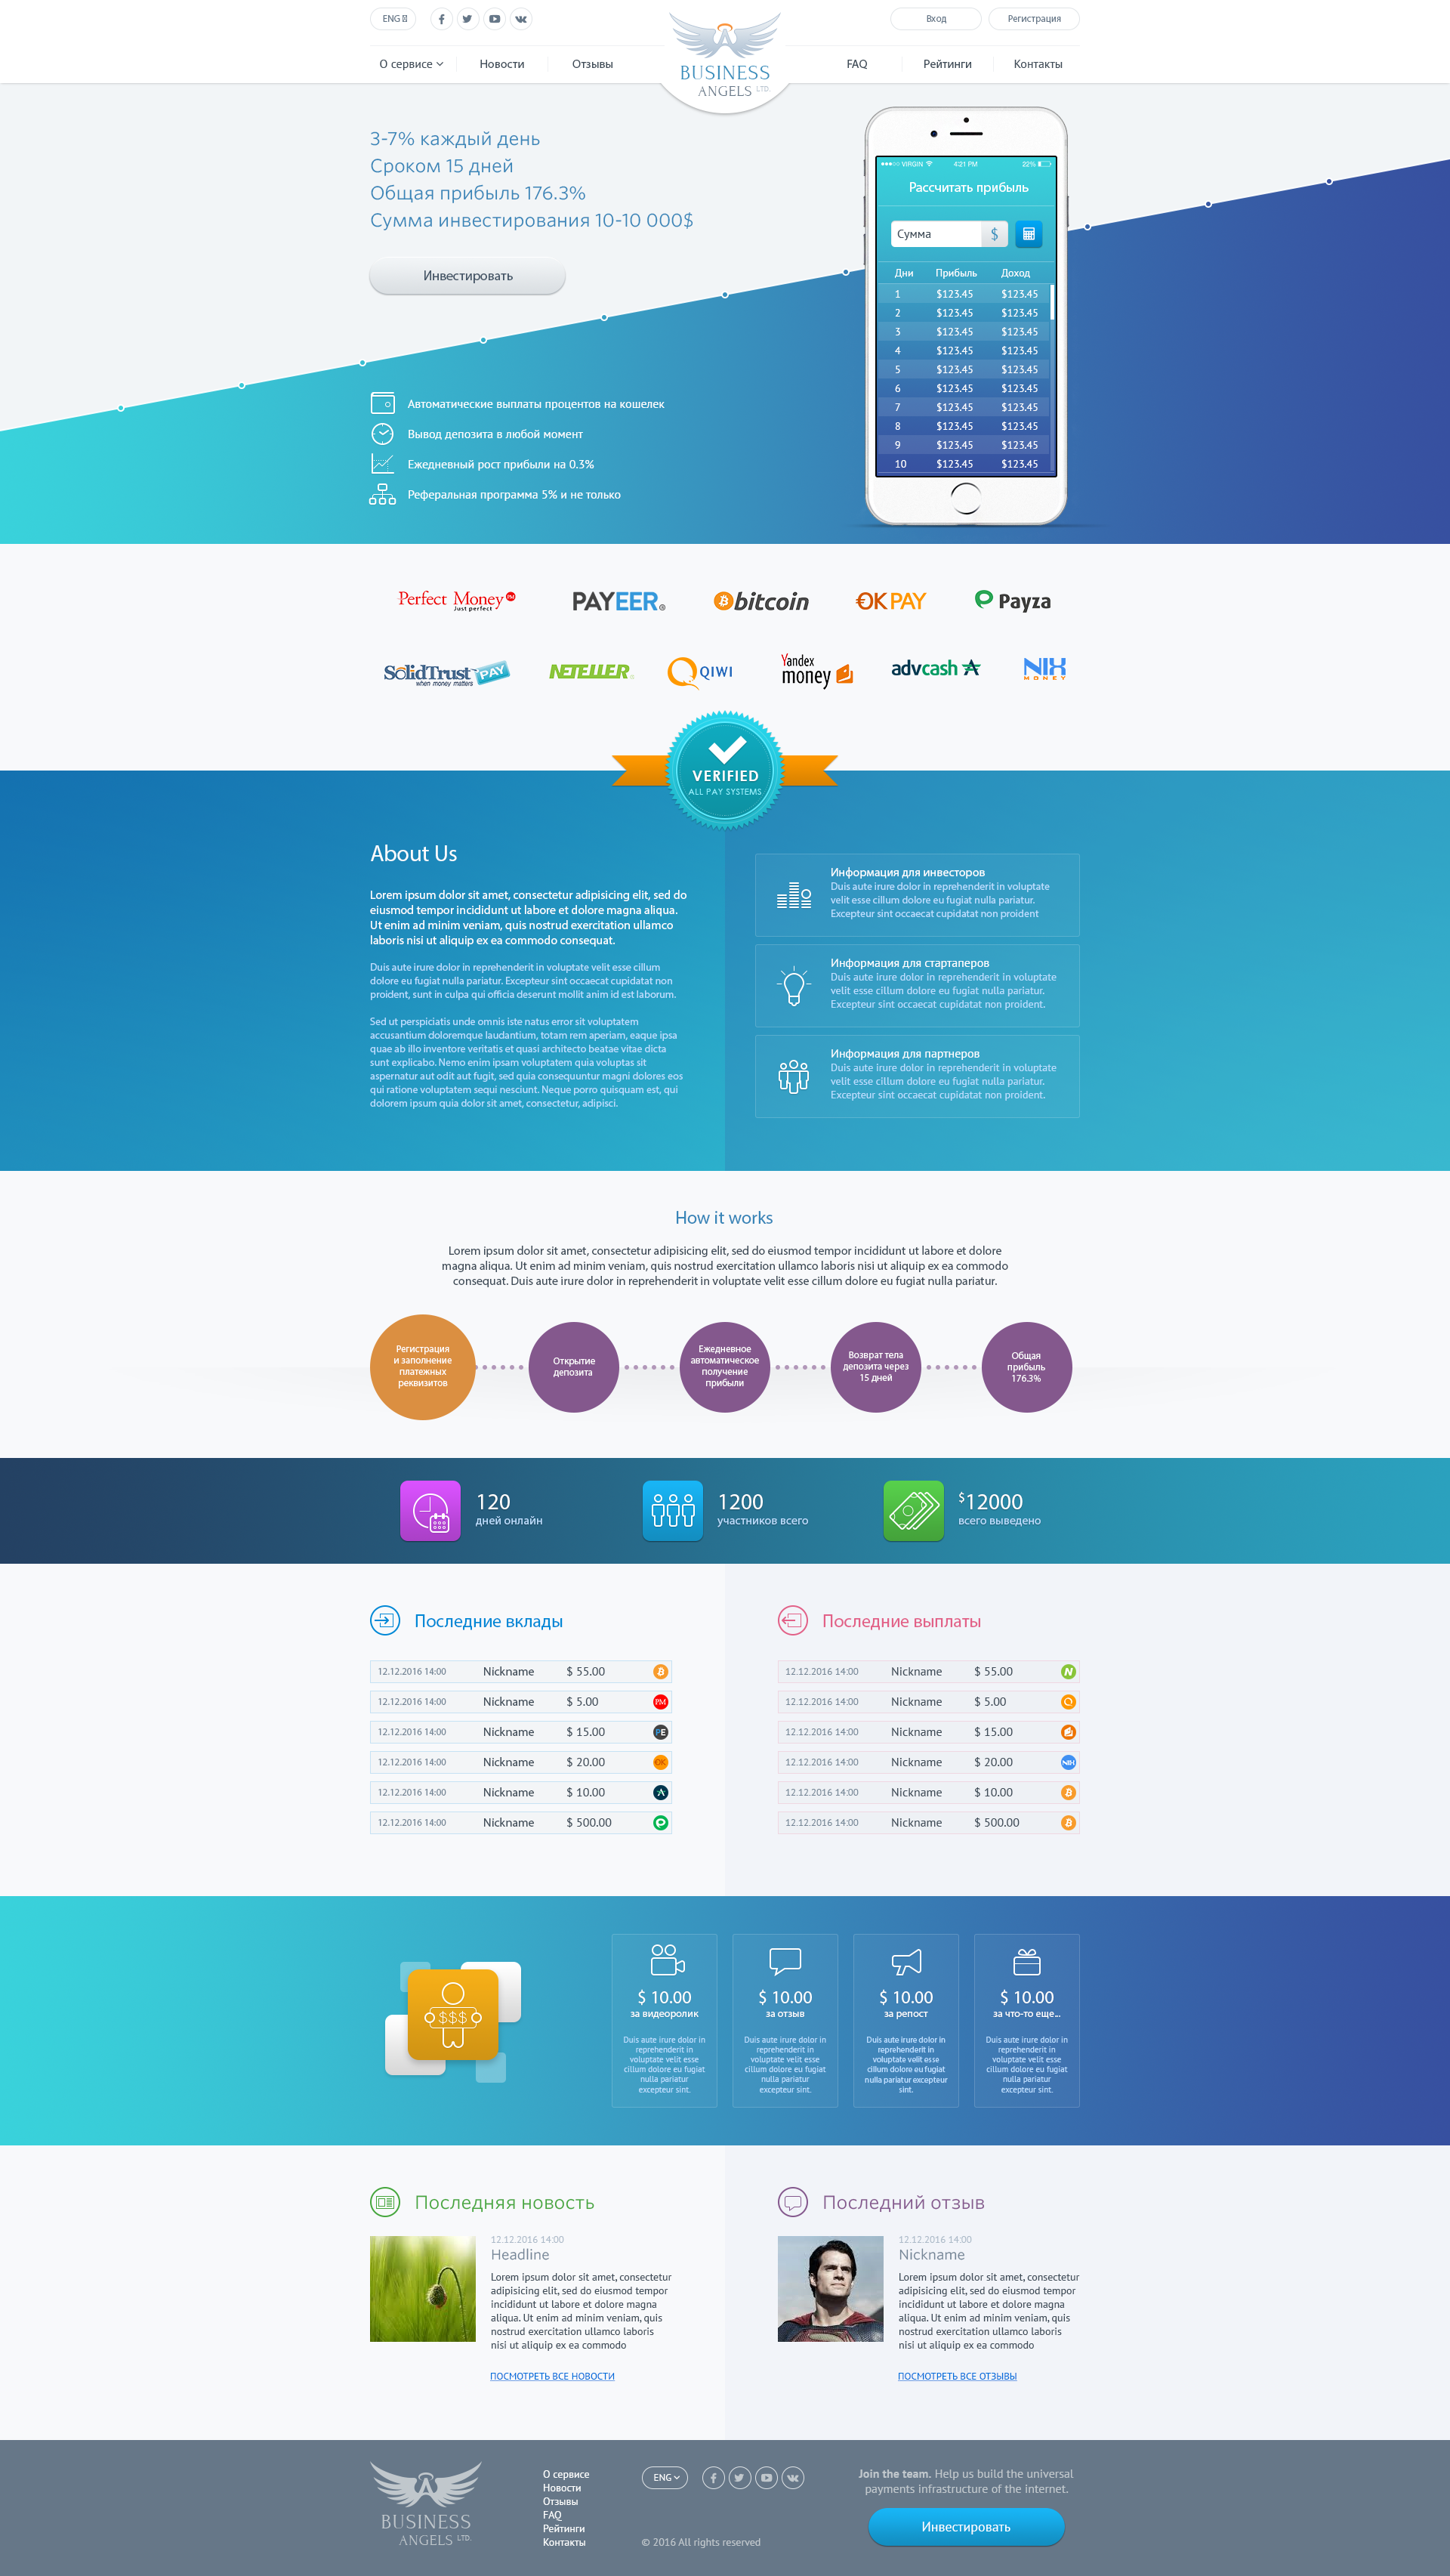 ENG
Вход
Регистрация
О сервисе
Новости
Отзывы
BUSINESS
ANGELS LTD.
FAQ
Рейтинги
Контакты
3-7% каждый день
Сроком 15 дней
Общая прибыль 176.3%
Сумма инвестирования 10-10 000$
Инвестировать
Автоматические выплаты процентов на кошелек
Вывод депозита в любой момент
Ежедневный рост прибыли на 0.3%
Реферальная программа 5% и не только
VIRGIN 4:21 PM 22%
Рассчитать прибыль
Сумма $
Дни Прибыль Доход
1 $123.45 $123.45
2 $123.45 $123.45
3 $123.45 $123.45
4 $123.45 $123.45
5 $123.45 $123.45
6 $123.45 $123.45
7 $123.45 $123.45
8 $123.45 $123.45
9 $123.45 $123.45
10 $123.45 $123.45
Perfect Money PM
Just perfect
PAYEER®
bitcoin
OKPAY
Payza
SolidTrust PAY
when money matters
NETELLER
QIWI
Yandex
money
advcash
NIX
MONEY
VERIFIED
ALL PAY SYSTEMS
About Us
Lorem ipsum dolor sit amet, consectetur adipisicing elit, sed do
eiusmod tempor incididunt ut labore et dolore magna aliqua.
Ut enim ad minim veniam, quis nostrud exercitation ullamco
laboris nisi ut aliquip ex ea commodo consequat.
Duis aute irure dolor in reprehenderit in voluptate velit esse cillum
dolore eu fugiat nulla pariatur. Excepteur sint occaecat cupidatat non
proident, sunt in culpa qui officia deserunt mollit anim id est laborum.
Sed ut perspiciatis unde omnis iste natus error sit voluptatem
accusantium doloremque laudantium, totam rem aperiam, eaque ipsa
quae ab illo inventore veritatis et quasi architecto beatae vitae dicta
sunt explicabo. Nemo enim ipsam voluptatem quia voluptas sit
aspernatur aut odit aut fugit, sed quia consequuntur magni dolores eos
qui ratione voluptatem sequi nesciunt. Neque porro quisquam est, qui
dolorem ipsum quia dolor sit amet, consectetur, adipisci.
Информация для инвесторов
Duis aute irure dolor in reprehenderit in voluptate
velit esse cillum dolore eu fugiat nulla pariatur.
Excepteur sint occaecat cupidatat non proident
Информация для стартаперов
Duis aute irure dolor in reprehenderit in voluptate
velit esse cillum dolore eu fugiat nulla pariatur.
Excepteur sint occaecat cupidatat non proident.
Информация для партнеров
Duis aute irure dolor in reprehenderit in voluptate
velit esse cillum dolore eu fugiat nulla pariatur.
Excepteur sint occaecat cupidatat non proident.
How it works
Lorem ipsum dolor sit amet, consectetur adipisicing elit, sed do eiusmod tempor incididunt ut labore et dolore
magna aliqua. Ut enim ad minim veniam, quis nostrud exercitation ullamco laboris nisi ut aliquip ex ea commodo
consequat. Duis aute irure dolor in reprehenderit in voluptate velit esse cillum dolore eu fugiat nulla pariatur.
Регистрация
и заполнение
платежных
реквизитов
Открытие
депозита
Ежедневное
автоматическое
получение
прибыли
Возврат тела
депозита через
15 дней
Общая
прибыль
176.3%
120
дней онлайн
1200
участников всего
$12000
всего выведено
Последние вклады
12.12.2016 14:00 Nickname $ 55.00
12.12.2016 14:00 Nickname $ 5.00 PM
12.12.2016 14:00 Nickname $ 15.00 PE
12.12.2016 14:00 Nickname $ 20.00 OK
12.12.2016 14:00 Nickname $ 10.00
12.12.2016 14:00 Nickname $ 500.00
Последние выплаты
12.12.2016 14:00 Nickname $ 55.00 N
12.12.2016 14:00 Nickname $ 5.00
12.12.2016 14:00 Nickname $ 15.00
12.12.2016 14:00 Nickname $ 20.00 NIX
12.12.2016 14:00 Nickname $ 10.00
12.12.2016 14:00 Nickname $ 500.00
$$$
$ 10.00
за видеоролик
Duis aute irure dolor in
reprehenderit in
voluptate velit esse
cillum dolore eu fugiat
nulla pariatur
excepteur sint.
$ 10.00
за отзыв
Duis aute irure dolor in
reprehenderit in
voluptate velit esse
cillum dolore eu fugiat
nulla pariatur
excepteur sint.
$ 10.00
за репост
Duis aute irure dolor in
reprehenderit in
voluptate velit esse
cillum dolore eu fugiat
nulla pariatur excepteur
sint.
$ 10.00
за что-то еще...
Duis aute irure dolor in
reprehenderit in
voluptate velit esse
cillum dolore eu fugiat
nulla pariatur
excepteur sint.
Последняя новость
12.12.2016 14:00
Headline
Lorem ipsum dolor sit amet, consectetur
adipisicing elit, sed do eiusmod tempor
incididunt ut labore et dolore magna
aliqua. Ut enim ad minim veniam, quis
nostrud exercitation ullamco laboris
nisi ut aliquip ex ea commodo
ПОСМОТРЕТЬ ВСЕ НОВОСТИ
Последний отзыв
12.12.2016 14:00
Nickname
Lorem ipsum dolor sit amet, consectetur
adipisicing elit, sed do eiusmod tempor
incididunt ut labore et dolore magna
aliqua. Ut enim ad minim veniam, quis
nostrud exercitation ullamco laboris
nisi ut aliquip ex ea commodo
ПОСМОТРЕТЬ ВСЕ ОТЗЫВЫ
BUSINESS
ANGELS LTD.
О сервисе
Новости
Отзывы
FAQ
Рейтинги
Контакты
ENG
© 2016 All rights reserved
Join the team. Help us build the universal
payments infrastructure of the internet.
Инвестировать